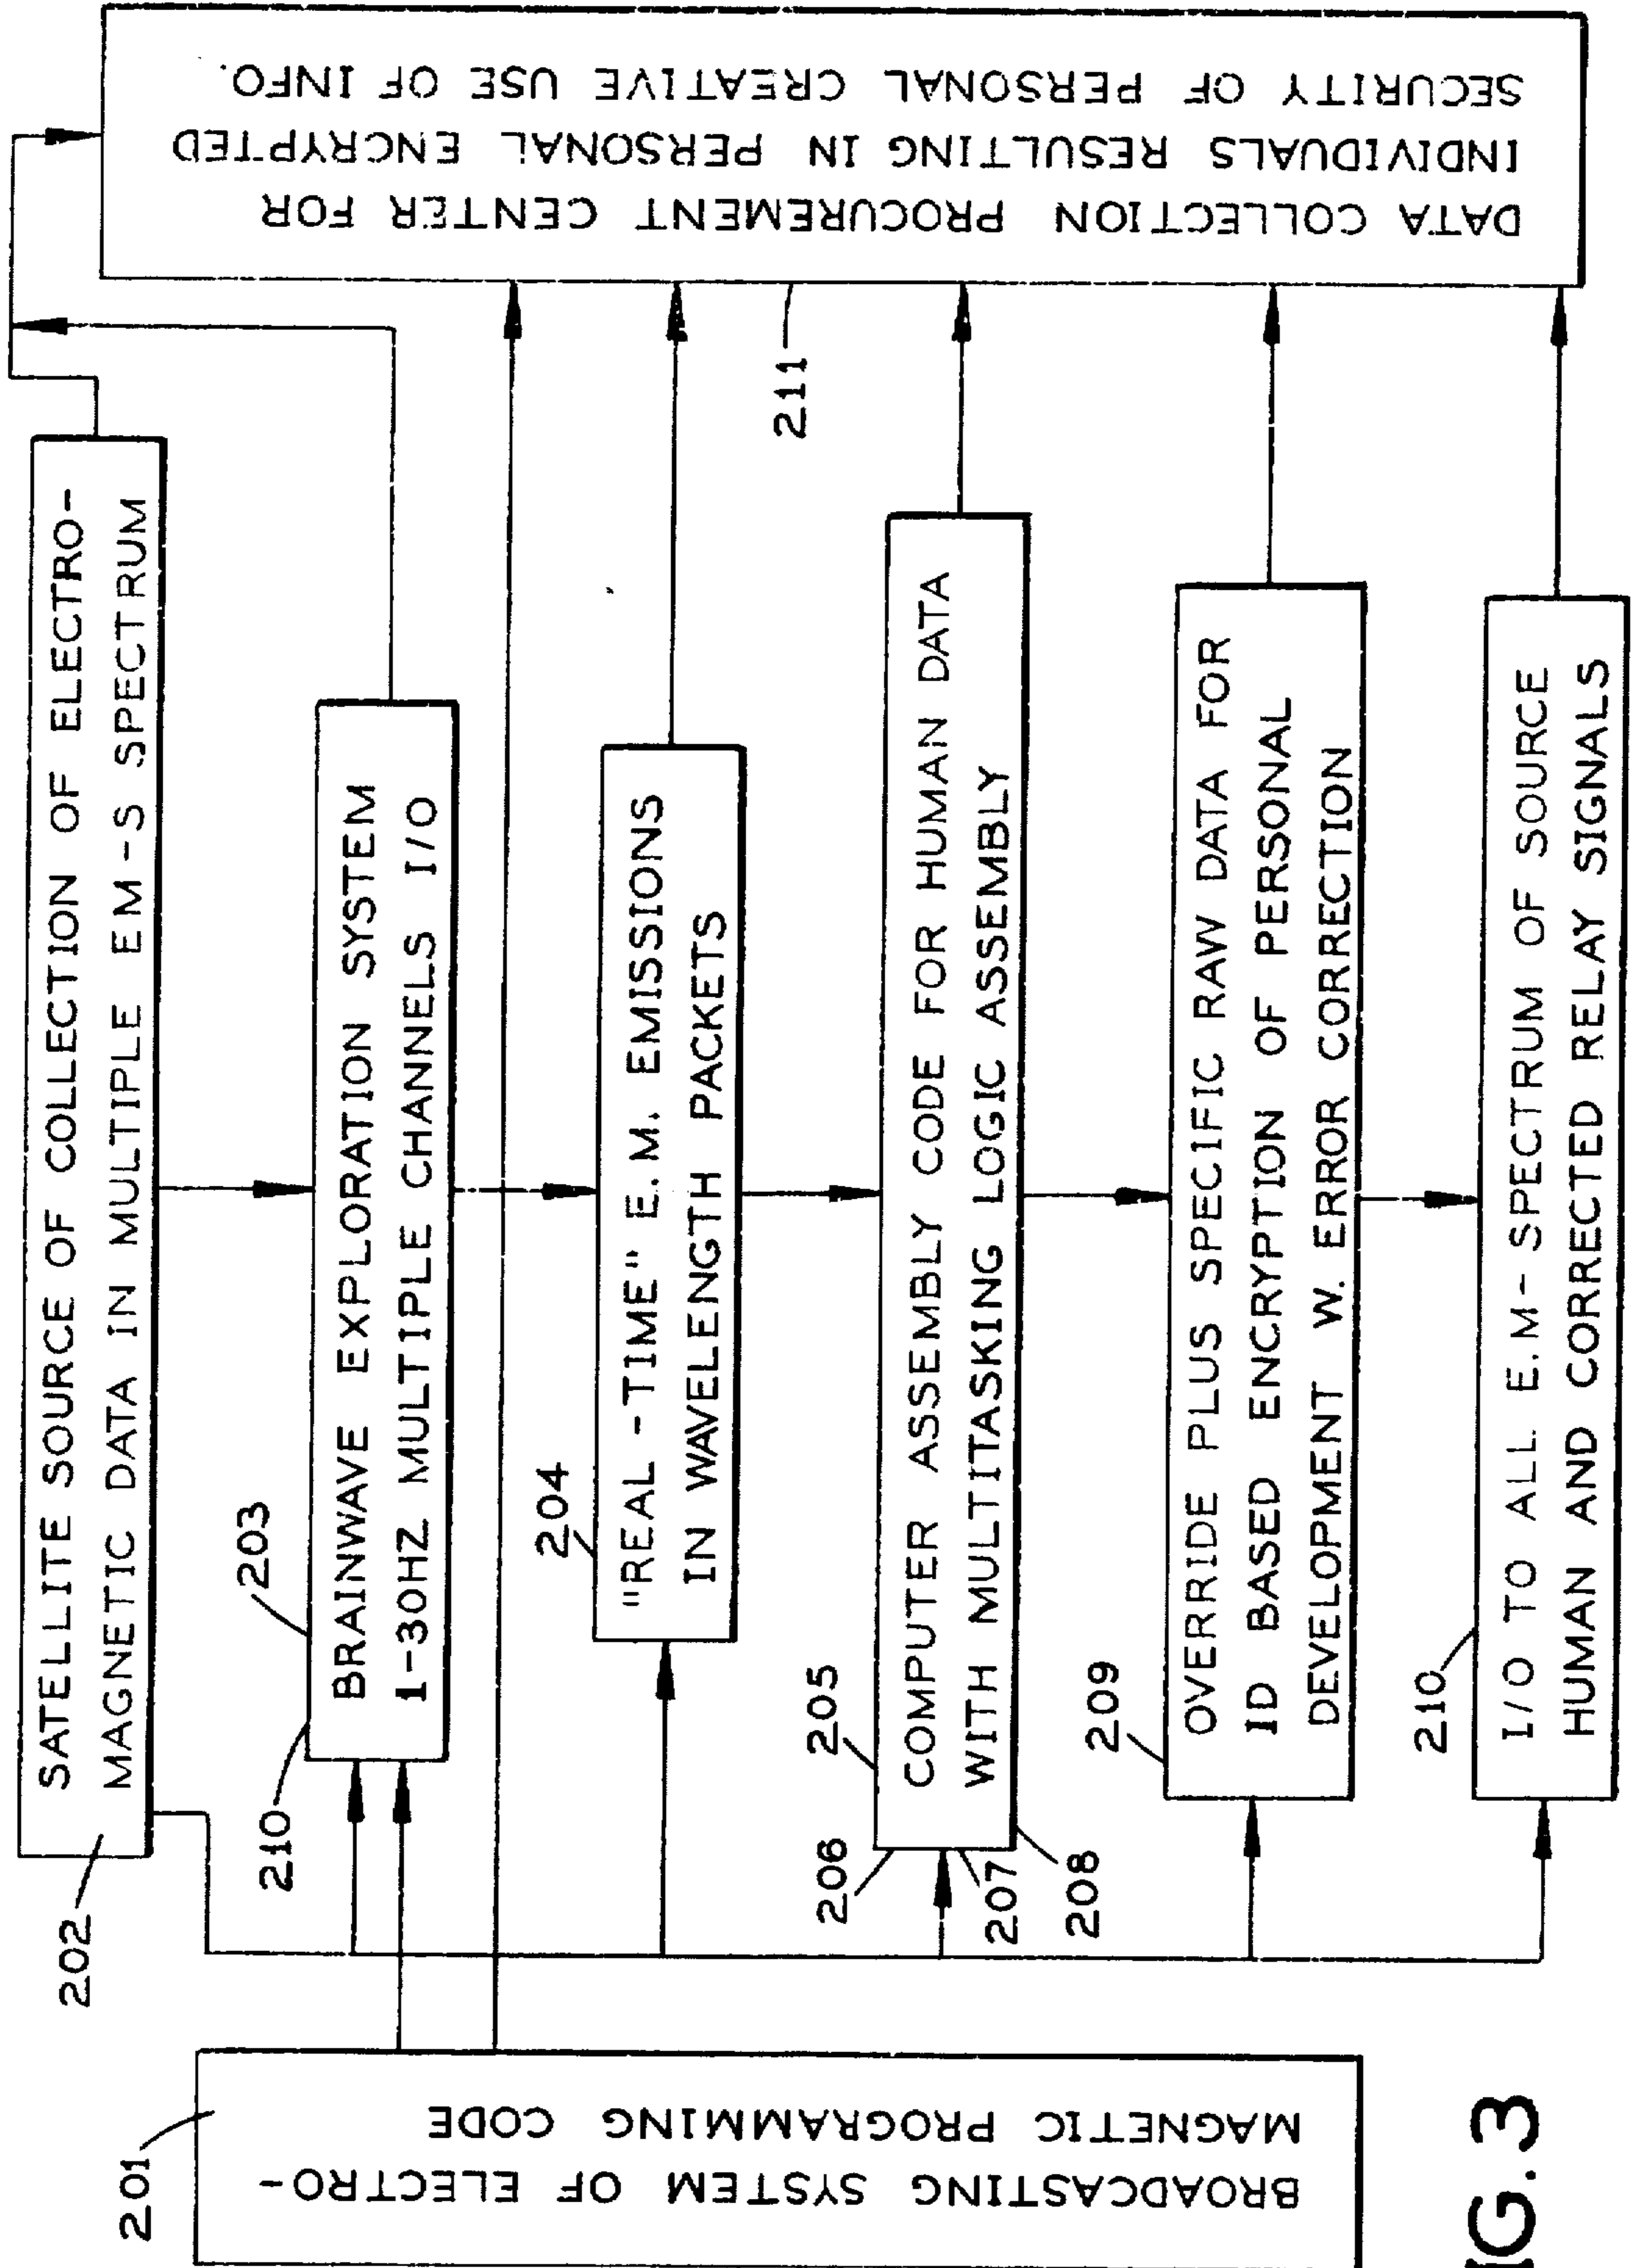 201
BROADCASTING SYSTEM OF ELECTRO-
MAGNETIC PROGRAMMING CODE
202
SATELLITE SOURCE OF COLLECTION OF ELECTRO-
MAGNETIC DATA IN MULTIPLE EM-S SPECTRUM
210
203
BRAINWAVE EXPLORATION SYSTEM
1-30HZ MULTIPLE CHANNELS I/O
204
"REAL-TIME" E.M. EMISSIONS
IN WAVELENGTH PACKETS
205
206
207
208
COMPUTER ASSEMBLY CODE FOR HUMAN DATA
WITH MULTITASKING LOGIC ASSEMBLY
209
OVERRIDE PLUS SPECIFIC RAW DATA FOR
ID BASED ENCRYPTION OF PERSONAL
DEVELOPMENT W. ERROR CORRECTION
210
I/O TO ALL E.M-SPECTRUM OF SOURCE
HUMAN AND CORRECTED RELAY SIGNALS
211
DATA COLLECTION PROCUREMENT CENTER FOR
INDIVIDUALS RESULTING IN PERSONAL ENCRYPTED
SECURITY OF PERSONAL CREATIVE USE OF INFO.
IG.3